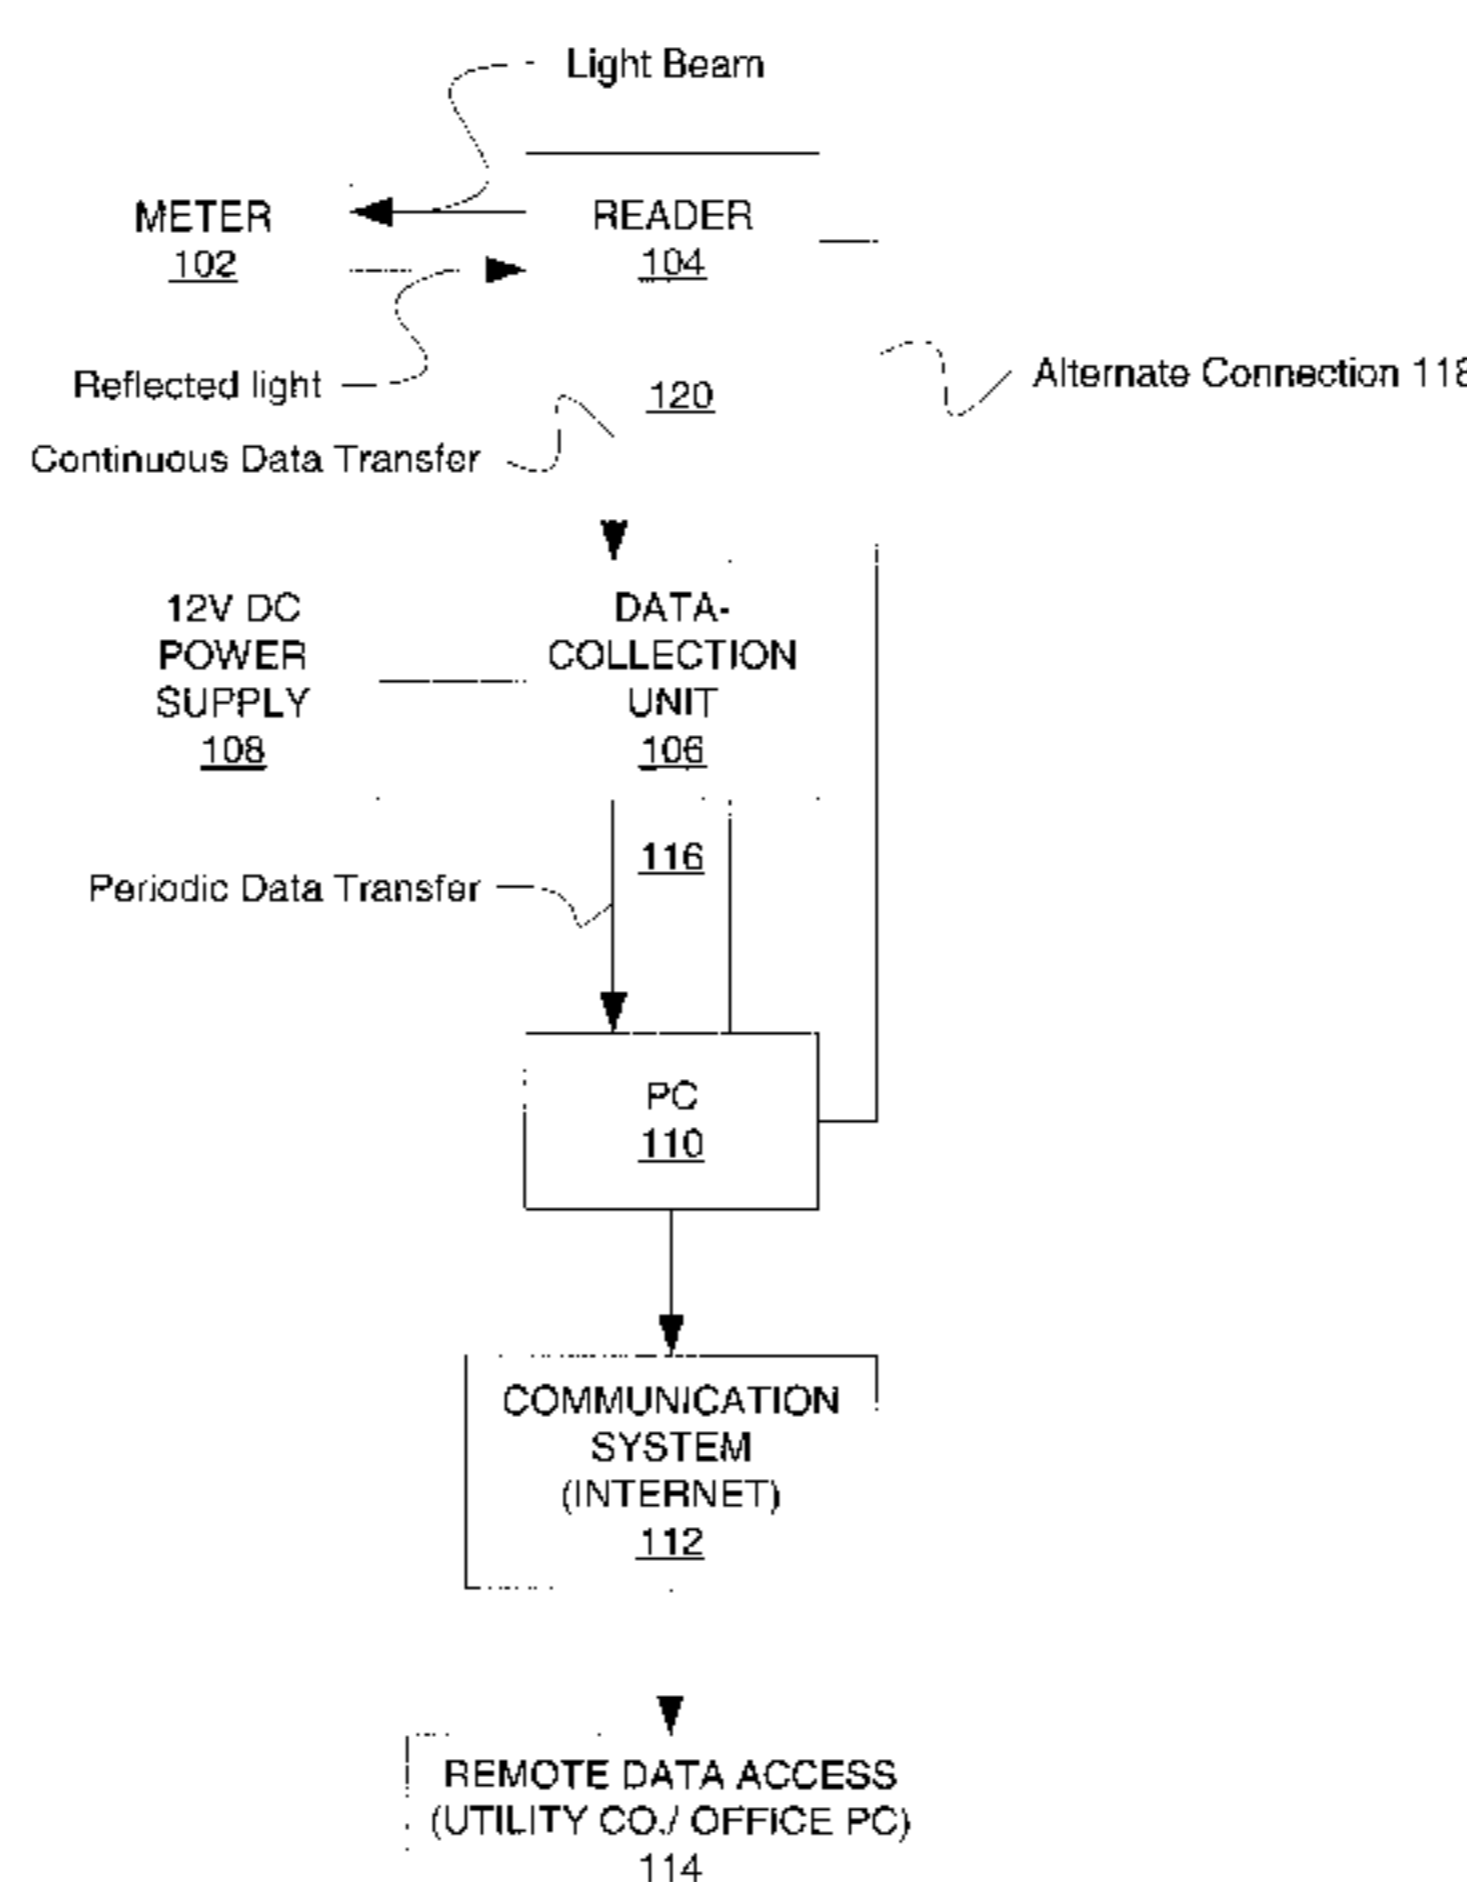 Light Beam
METER
102
READER
104
Reflected light
120
Alternate Connection 118
Continuous Data Transfer
12V DC
POWER
SUPPLY
108
DATA-
COLLECTION
UNIT
106
116
Periodic Data Transfer
PC
110
COMMUNICATION
SYSTEM
(INTERNET)
112
REMOTE DATA ACCESS
(UTILITY CO./ OFFICE PC)
114